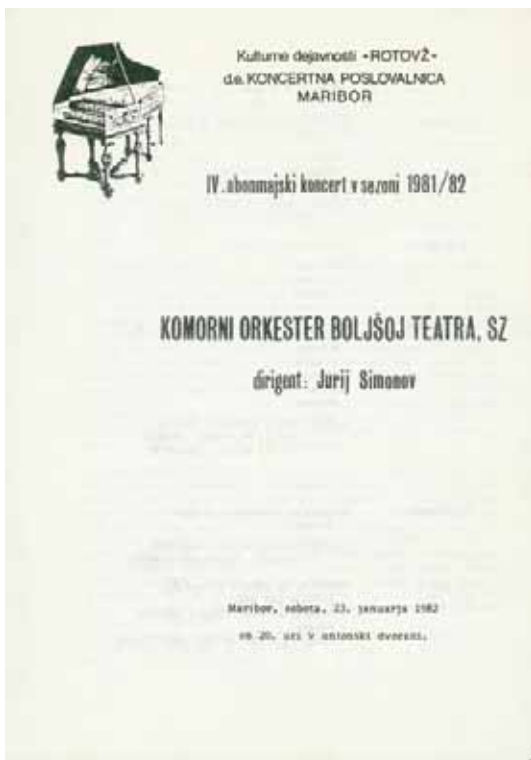 Kulturne dejavnosti »ROTOVŽ«
d.e. KONCERTNA POSLOVALNICA
MARIBOR
IV. abonmajski koncert v sezoni 1981/82
KOMORNI ORKESTER BOLJŠOJ TEATRA, SZ
dirigent: Jurij Simonov
Maribor, sobota, 23. januarja 1982
ob 20. uri v unionski dvorani.